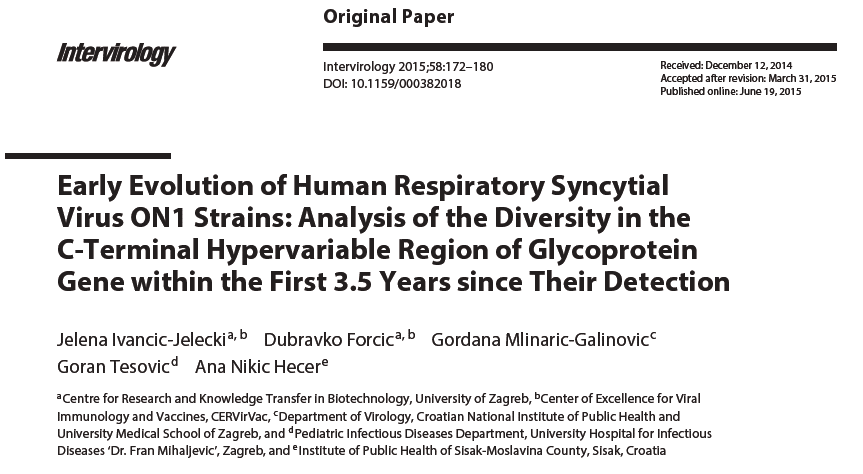 Original Paper
Intervirology
Intervirology 2015;58:172–180
DOI: 10.1159/000382018
Received: December 12, 2014
Accepted after revision: March 31, 2015
Published online: June 19, 2015
Early Evolution of Human Respiratory Syncytial
Virus ON1 Strains: Analysis of the Diversity in the
C-Terminal Hypervariable Region of Glycoprotein
Gene within the First 3.5 Years since Their Detection
Jelena Ivancic-Jelecki a, b Dubravko Forcic a, b Gordana Mlinaric-Galinovic c
Goran Tesovic d Ana Nikic Hecer e
a Centre for Research and Knowledge Transfer in Biotechnology, University of Zagreb, b Center of Excellence for Viral
Immunology and Vaccines, CERVirVac, c Department of Virology, Croatian National Institute of Public Health and
University Medical School of Zagreb, and d Pediatric Infectious Diseases Department, University Hospital for Infectious
Diseases ‘Dr. Fran Mihaljevic’, Zagreb, and e Institute of Public Health of Sisak-Moslavina County, Sisak, Croatia